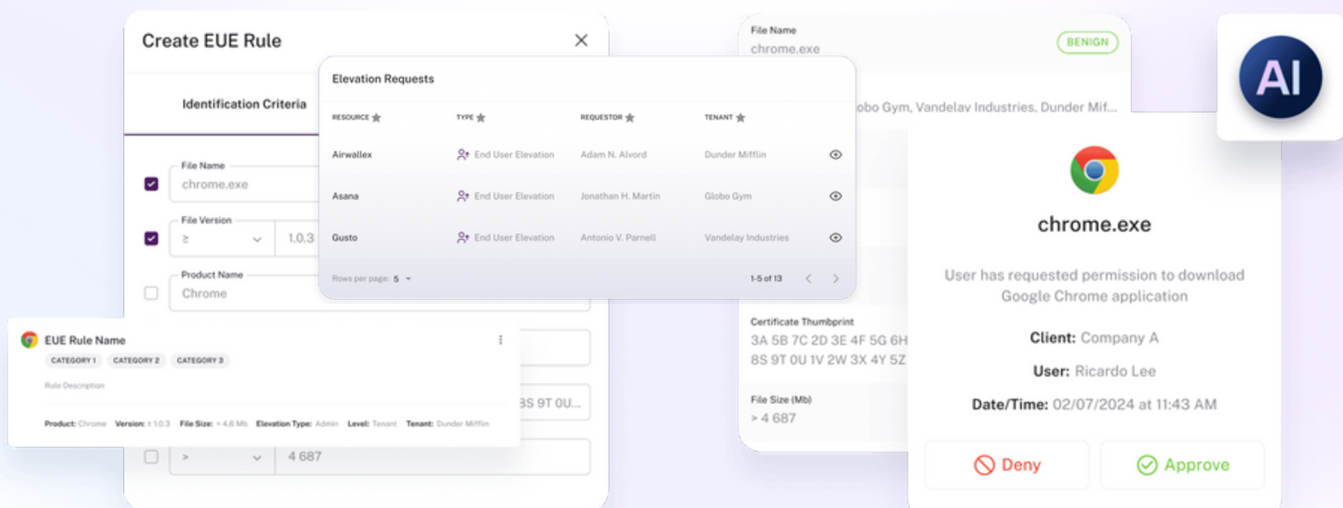 Create EUE Rule
Identification Criteria
File Name
chrome.exe
File Version
≥
1.0.3
Product Name
Chrome
8S 9T 0U...
>
4 687
Elevation Requests
RESOURCE TYPE REQUESTOR TENANT
Airwallex End User Elevation Adam N. Alvord Dunder Mifflin
Asana End User Elevation Jonathan H. Martin Globo Gym
Gusto End User Elevation Antonio V. Parnell Vandelay Industries
Rows per page: 5 1-5 of 13
EUE Rule Name
CATEGORY 1 CATEGORY 2 CATEGORY 3
Rule Description
Product: Chrome Version: ≥ 1.0.3 File Size: > 4,6 Mb Elevation Type: Admin Level: Tenant Tenant: Dunder Mifflin
File Name
chrome.exe
BENIGN
Gym, Vandelay Industries, Dunder Mif...
Certificate Thumbprint
3A 5B 7C 2D 3E 4F 5G 6H
8S 9T 0U 1V 2W 3X 4Y 5Z
File Size (Mb)
> 4 687
AI
chrome.exe
User has requested permission to download
Google Chrome application
Client: Company A
User: Ricardo Lee
Date/Time: 02/07/2024 at 11:43 AM
Deny
Approve